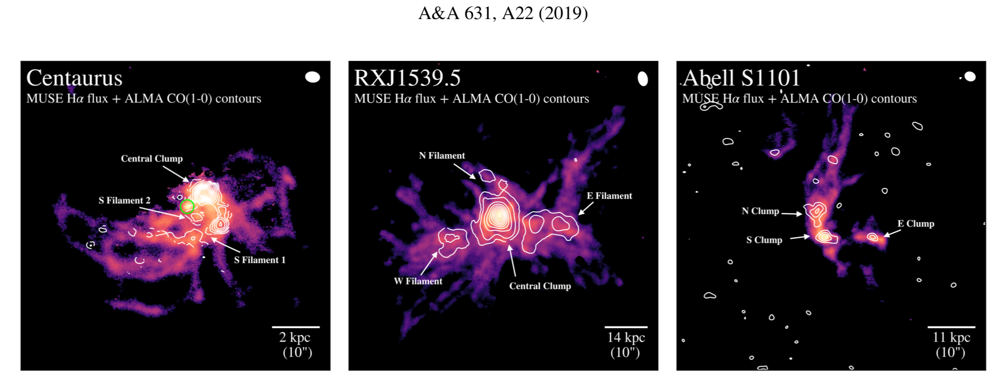 A&A 631, A22 (2019)
Centaurus
MUSE Hα flux + ALMA CO(1-0) contours
Central Clump
S Filament 2
S Filament 1
2 kpc
(10")
RXJ1539.5
MUSE Hα flux + ALMA CO(1-0) contours
N Filament
E Filament
W Filament
Central Clump
14 kpc
(10")
Abell S1101
MUSE Hα flux + ALMA CO(1-0) contours
N Clump
E Clump
S Clump
11 kpc
(10")